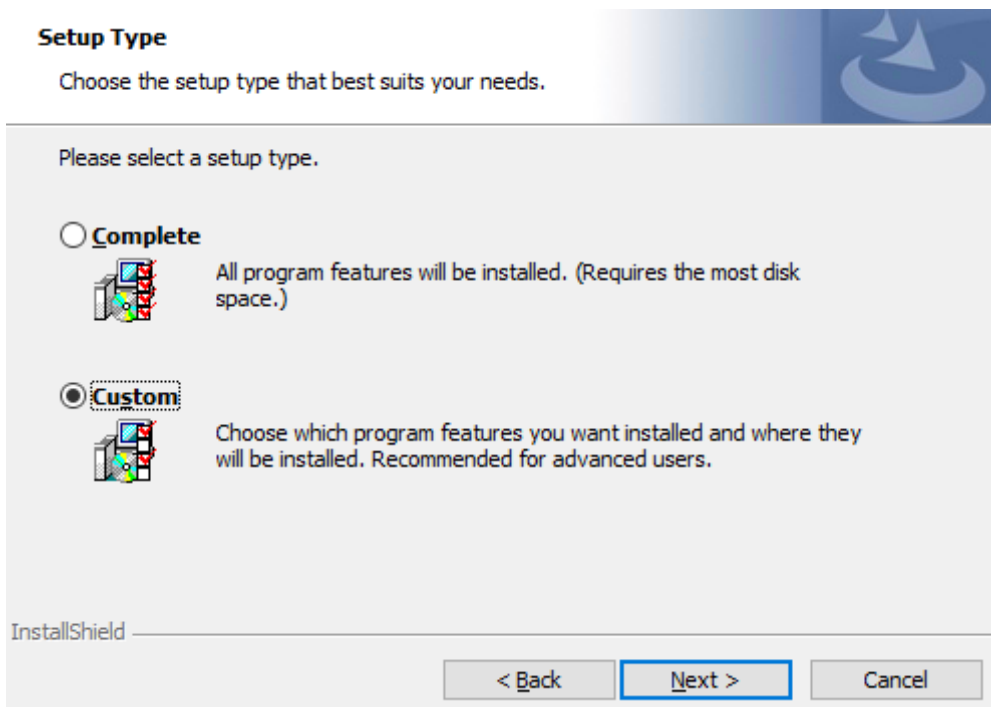 Setup Type
Choose the setup type that best suits your needs.
Please select a setup type.
Complete
All program features will be installed. (Requires the most disk
space.)
Custom
Choose which program features you want installed and where they
will be installed. Recommended for advanced users.
InstallShield
< Back
Next >
Cancel